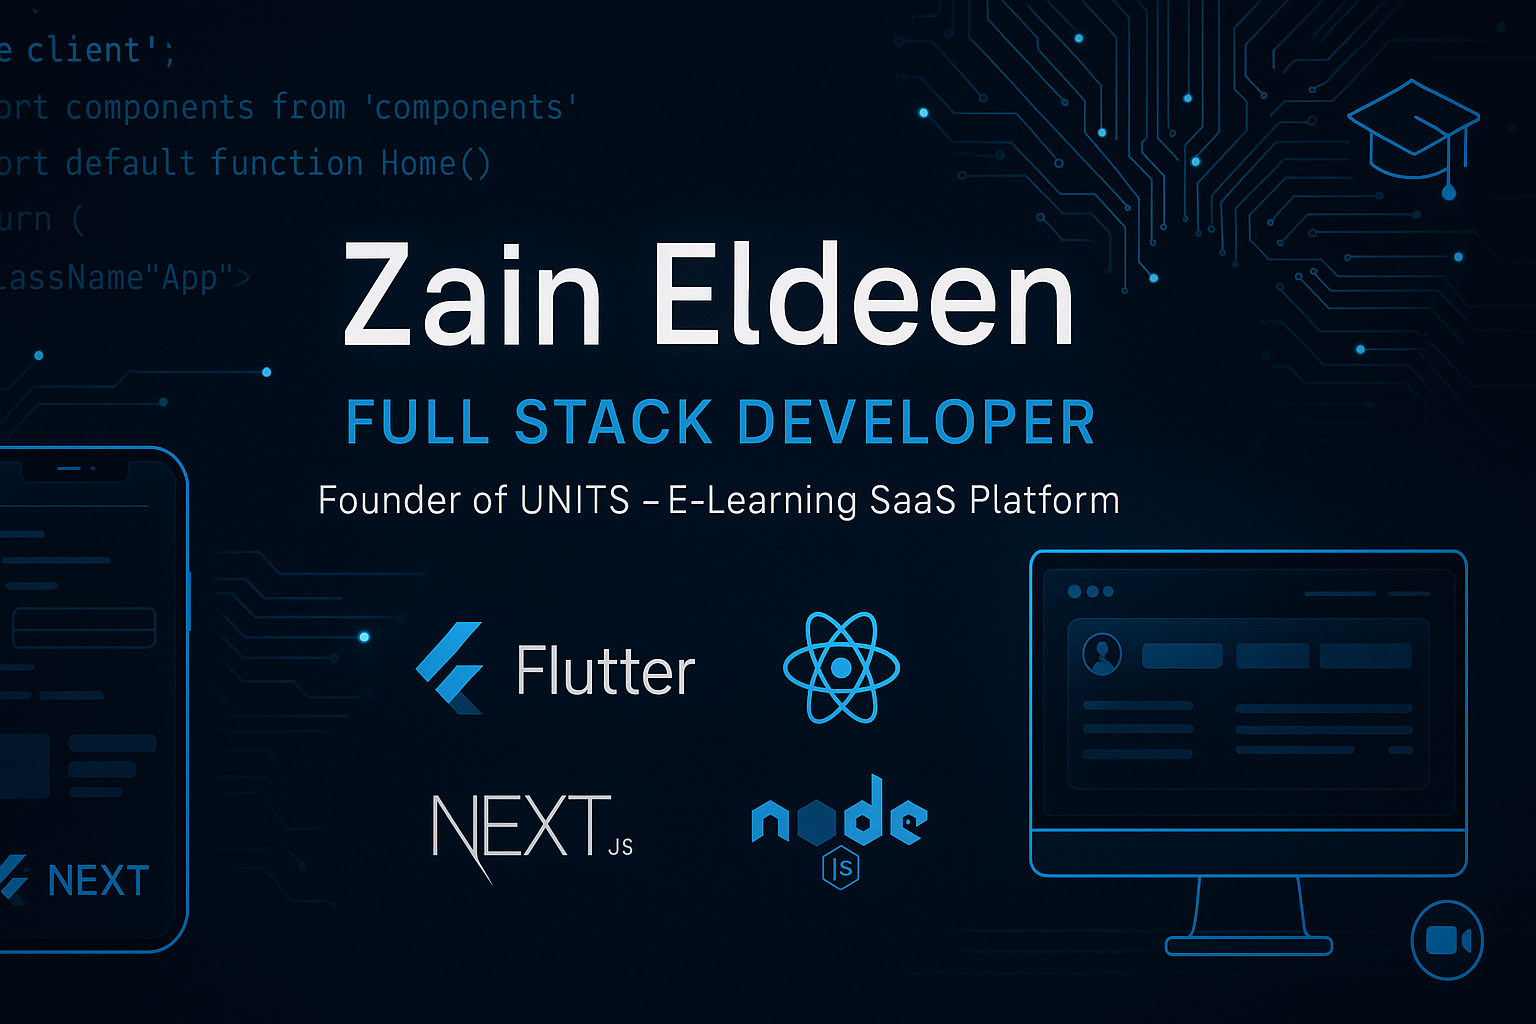 e client';
ort components from 'components'
ort default function Home()
urn (
lassName"App">
Zain Eldeen
FULL STACK DEVELOPER
Founder of UNITS – E-Learning SaaS Platform
Flutter
NEXT JS
node
JS
NEXT